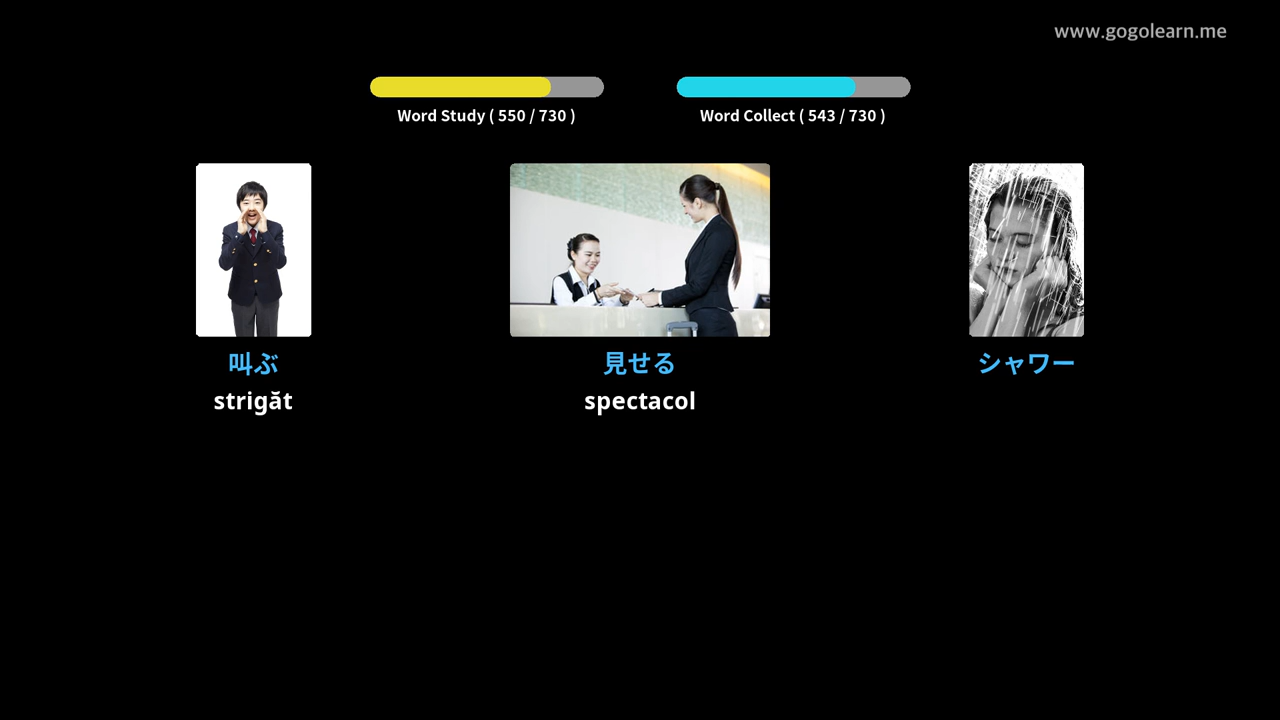 www.gogolearn.me
Word Study ( 550 / 730 )
Word Collect ( 543 / 730 )
叫ぶ
見せる
シャワー
strigăt
spectacol